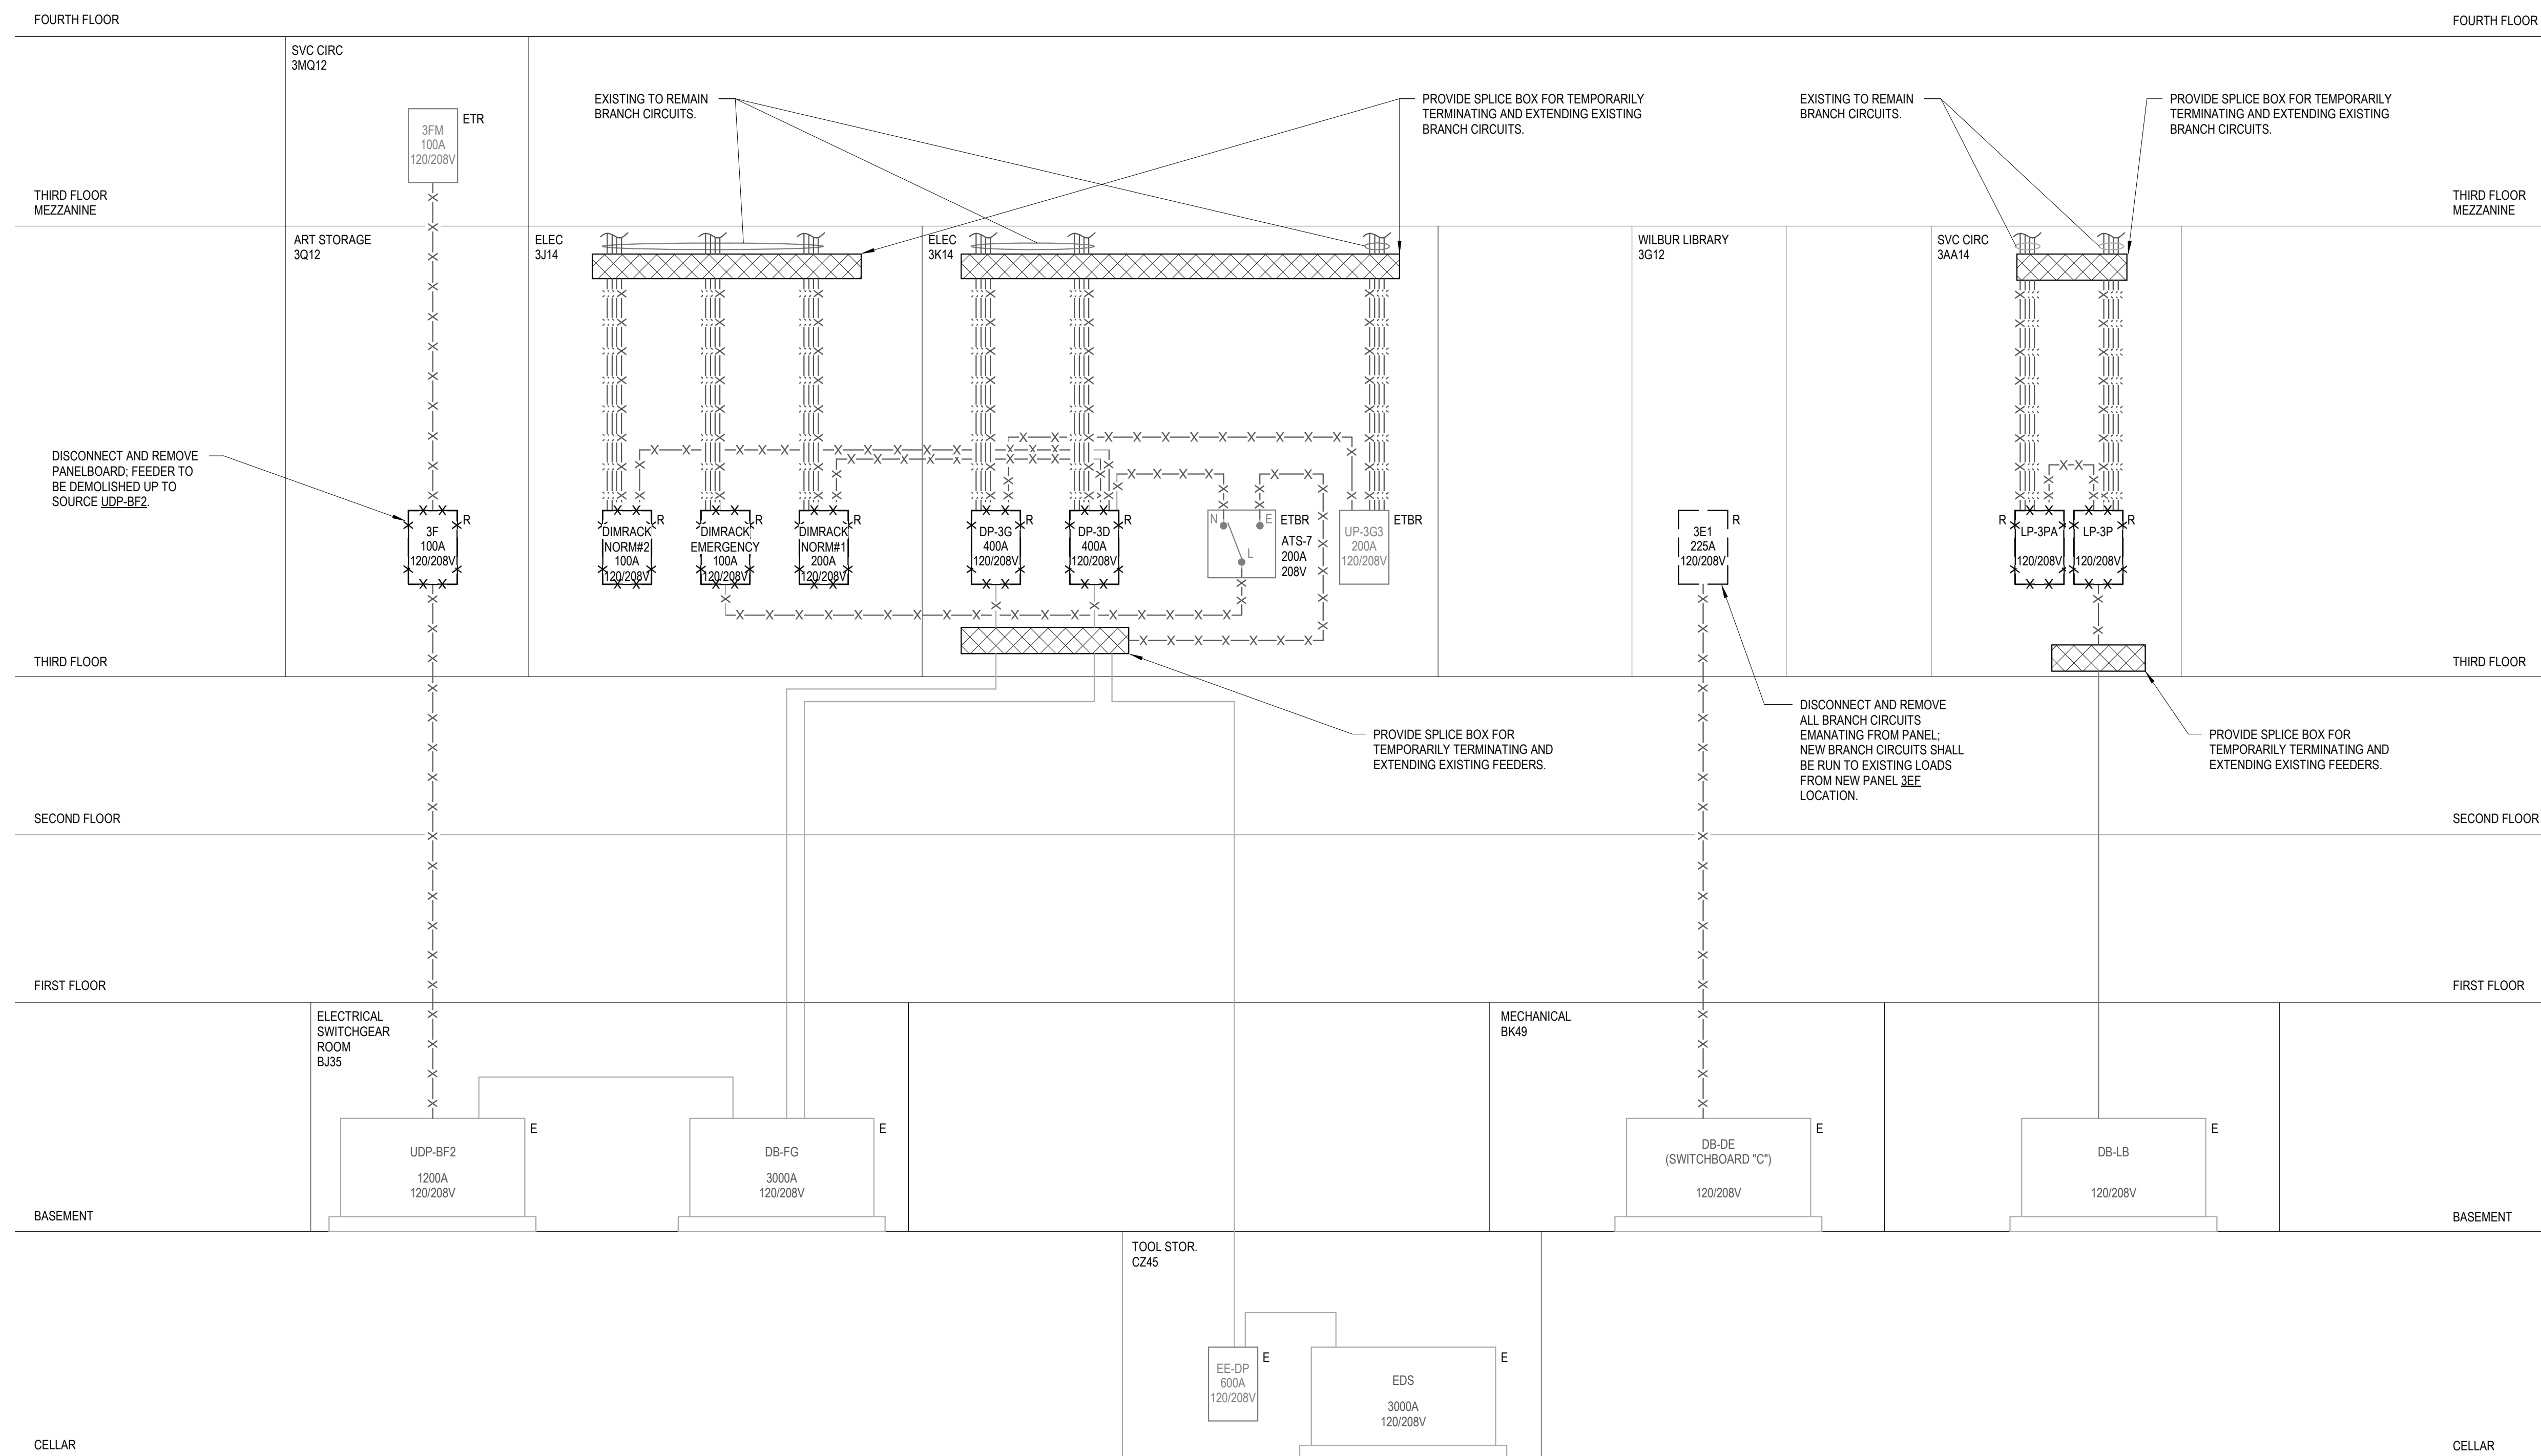 FOURTH FLOOR
FOURTH FLOOR
SVC CIRC
3MQ12
3FM
100A
120/208V
ETR
EXISTING TO REMAIN
BRANCH CIRCUITS.
PROVIDE SPLICE BOX FOR TEMPORARILY
TERMINATING AND EXTENDING EXISTING
BRANCH CIRCUITS.
EXISTING TO REMAIN
BRANCH CIRCUITS.
PROVIDE SPLICE BOX FOR TEMPORARILY
TERMINATING AND EXTENDING EXISTING
BRANCH CIRCUITS.
THIRD FLOOR
MEZZANINE
THIRD FLOOR
MEZZANINE
ART STORAGE
3Q12
ELEC
3J14
ELEC
3K14
WILBUR LIBRARY
3G12
SVC CIRC
3AA14
DISCONNECT AND REMOVE
PANELBOARD; FEEDER TO
BE DEMOLISHED UP TO
SOURCE UDP-BF2.
3F
100A
120/208V
R
DIMRACK
NORM#2
100A
120/208V
R
DIMRACK
EMERGENCY
100A
120/208V
R
DIMRACK
NORM#1
200A
120/208V
R
DP-3G
400A
120/208V
R
DP-3D
400A
120/208V
R
N
E
L
ETBR
ATS-7
200A
208V
UP-3G3
200A
120/208V
ETBR
3E1
225A
120/208V
R
R
LP-3PA
120/208V
LP-3P
120/208V
R
THIRD FLOOR
THIRD FLOOR
PROVIDE SPLICE BOX FOR
TEMPORARILY TERMINATING AND
EXTENDING EXISTING FEEDERS.
DISCONNECT AND REMOVE
ALL BRANCH CIRCUITS
EMANATING FROM PANEL;
NEW BRANCH CIRCUITS SHALL
BE RUN TO EXISTING LOADS
FROM NEW PANEL 3EF
LOCATION.
PROVIDE SPLICE BOX FOR
TEMPORARILY TERMINATING AND
EXTENDING EXISTING FEEDERS.
SECOND FLOOR
SECOND FLOOR
FIRST FLOOR
FIRST FLOOR
ELECTRICAL
SWITCHGEAR
ROOM
BJ35
MECHANICAL
BK49
UDP-BF2
1200A
120/208V
E
DB-FG
3000A
120/208V
E
DB-DE
(SWITCHBOARD "C")
120/208V
E
DB-LB
120/208V
E
BASEMENT
BASEMENT
TOOL STOR.
CZ45
EE-DP
600A
120/208V
E
EDS
3000A
120/208V
E
CELLAR
CELLAR